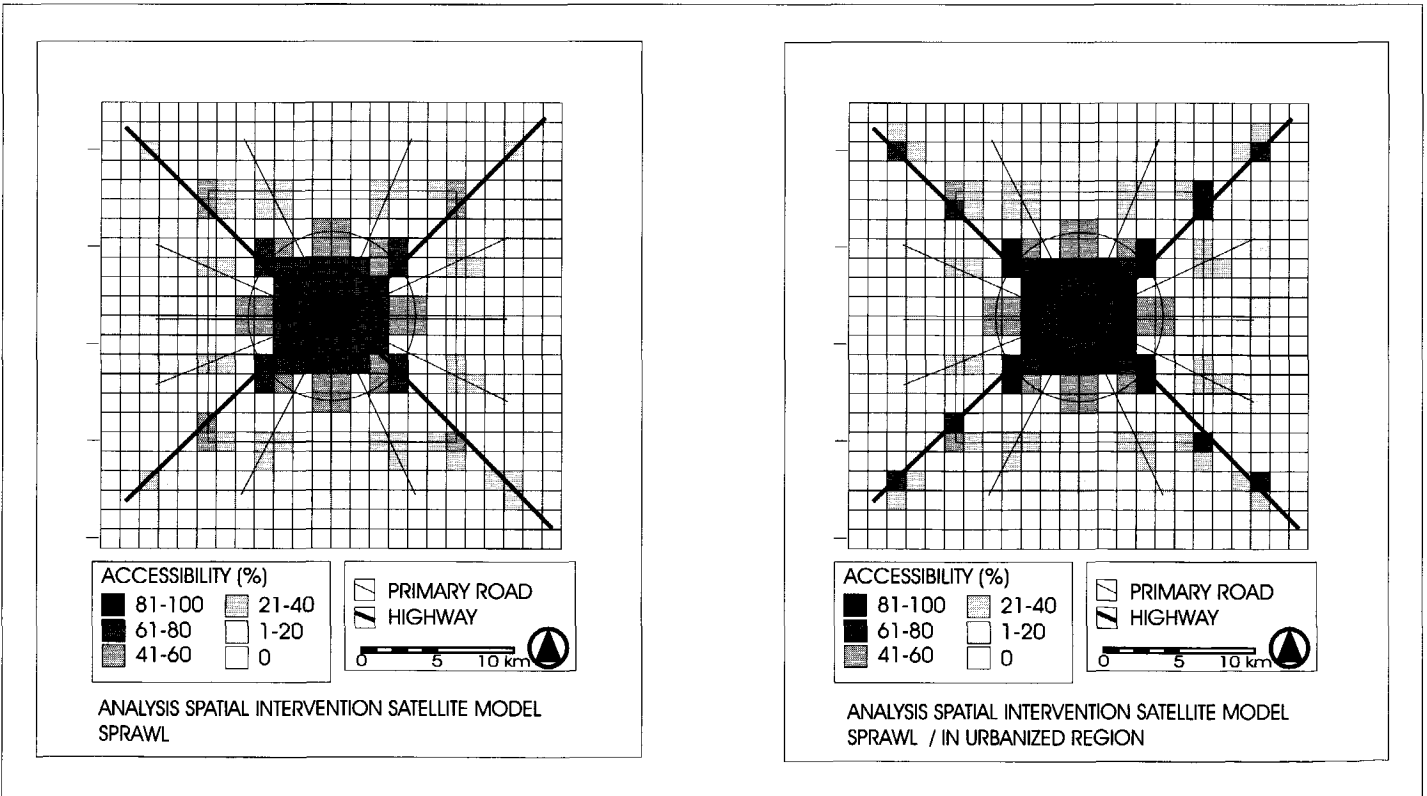 ACCESSIBILITY (%)
81-100 21-40
61-80 1-20
41-60 0
PRIMARY ROAD
HIGHWAY
0 5 10 km
ANALYSIS SPATIAL INTERVENTION SATELLITE MODEL
SPRAWL
ACCESSIBILITY (%)
81-100 21-40
61-80 1-20
41-60 0
PRIMARY ROAD
HIGHWAY
0 5 10 km
ANALYSIS SPATIAL INTERVENTION SATELLITE MODEL
SPRAWL / IN URBANIZED REGION